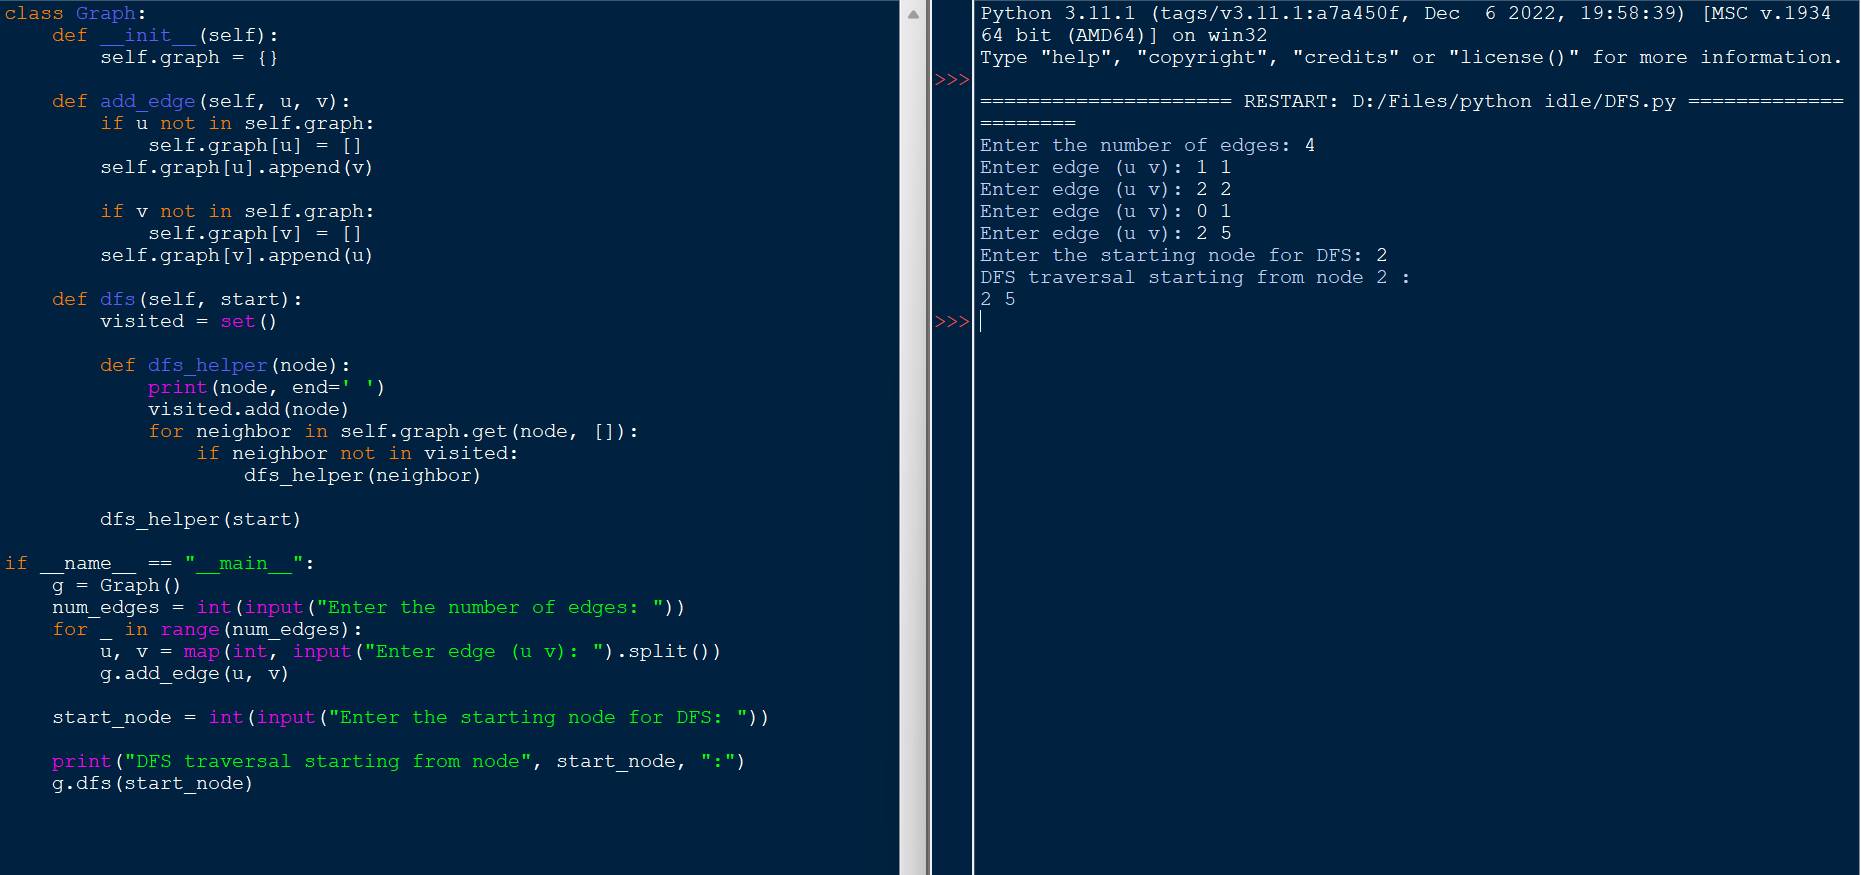 class Graph:
    def __init__(self):
        self.graph = {}

    def add_edge(self, u, v):
        if u not in self.graph:
            self.graph[u] = []
        self.graph[u].append(v)

        if v not in self.graph:
            self.graph[v] = []
        self.graph[v].append(u)

    def dfs(self, start):
        visited = set()

        def dfs_helper(node):
            print(node, end=' ')
            visited.add(node)
            for neighbor in self.graph.get(node, []):
                if neighbor not in visited:
                    dfs_helper(neighbor)

        dfs_helper(start)

if __name__ == "__main__":
    g = Graph()
    num_edges = int(input("Enter the number of edges: "))
    for _ in range(num_edges):
        u, v = map(int, input("Enter edge (u v): ").split())
        g.add_edge(u, v)

    start_node = int(input("Enter the starting node for DFS: "))

    print("DFS traversal starting from node", start_node, ":")
    g.dfs(start_node)

Python 3.11.1 (tags/v3.11.1:a7a450f, Dec  6 2022, 19:58:39) [MSC v.1934
64 bit (AMD64)] on win32
Type "help", "copyright", "credits" or "license()" for more information.
>>>
===================== RESTART: D:/Files/python idle/DFS.py =============
========
Enter the number of edges: 4
Enter edge (u v): 1 1
Enter edge (u v): 2 2
Enter edge (u v): 0 1
Enter edge (u v): 2 5
Enter the starting node for DFS: 2
DFS traversal starting from node 2 :
2 5
>>>